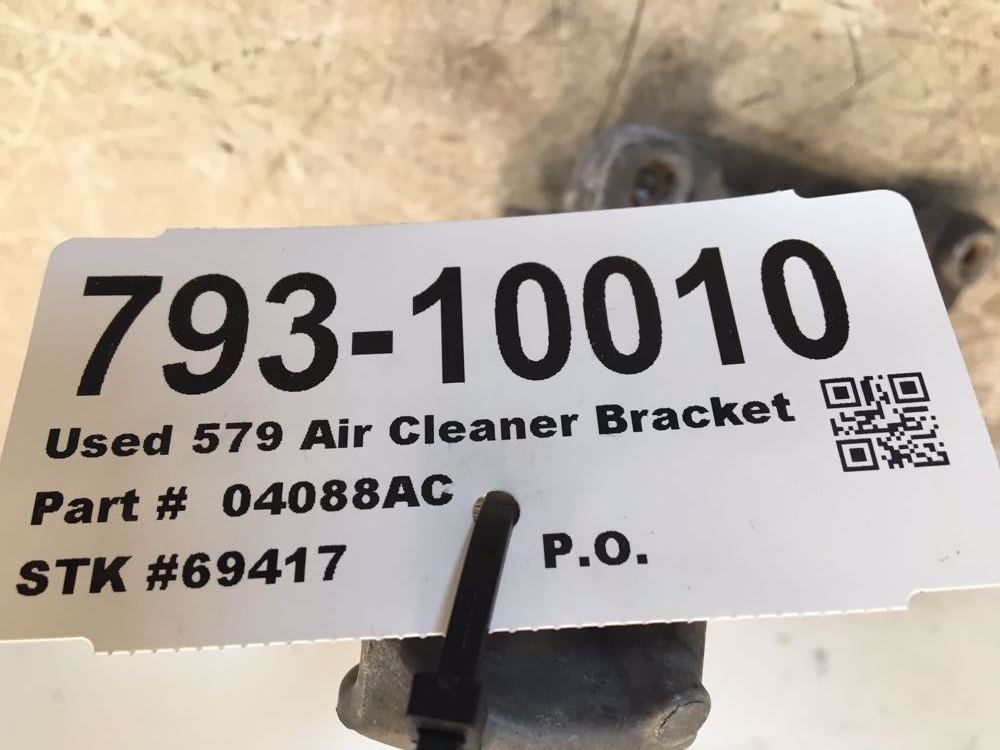 793-10010
Used 579 Air Cleaner Bracket
Part # 04088AC
STK #69417
P.O.